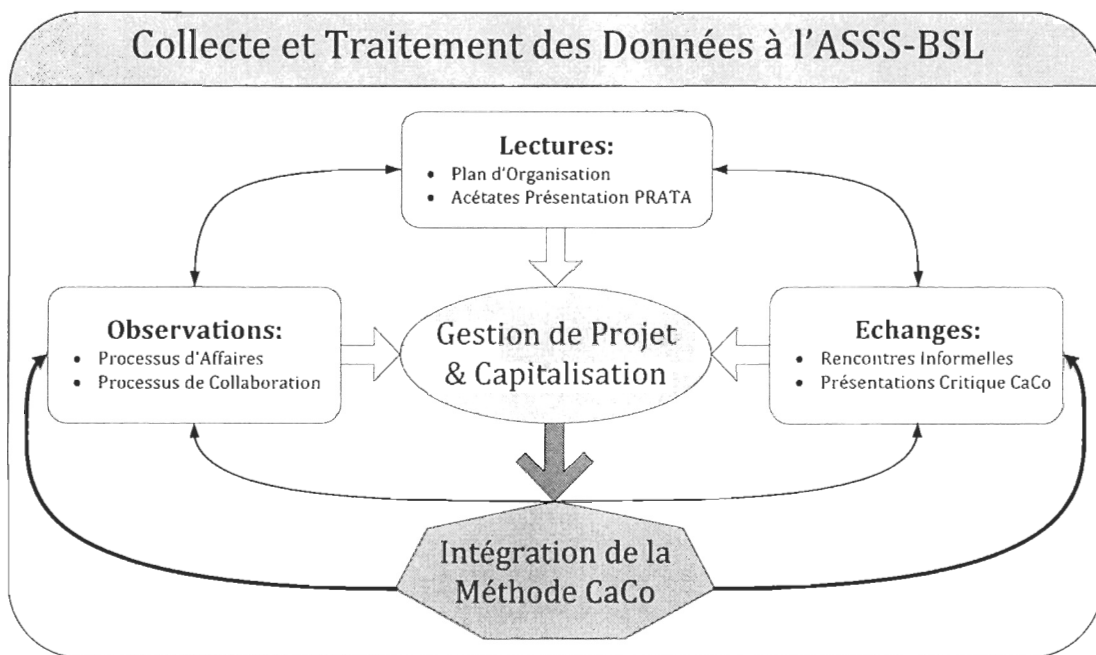 Collecte et Traitement des Données à l'ASSS-BSL
Lectures:
• Plan d'Organisation
• Acétates Présentation PRATA
Observations:
• Processus d'Affaires
• Processus de Collaboration
Gestion de Projet
& Capitalisation
Echanges:
• Rencontres Informelles
• Présentations Critique CaCo
Intégration de la
Méthode CaCo